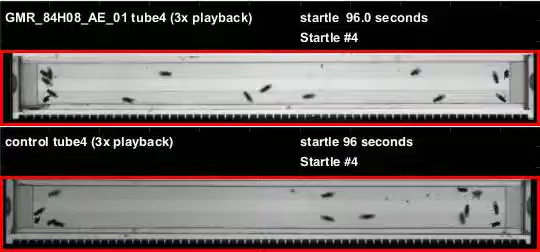 GMR_84H08_AE_01 tube4 (3x playback)
startle  96.0 seconds
Startle #4
control tube4 (3x playback)
startle 96 seconds
Startle #4